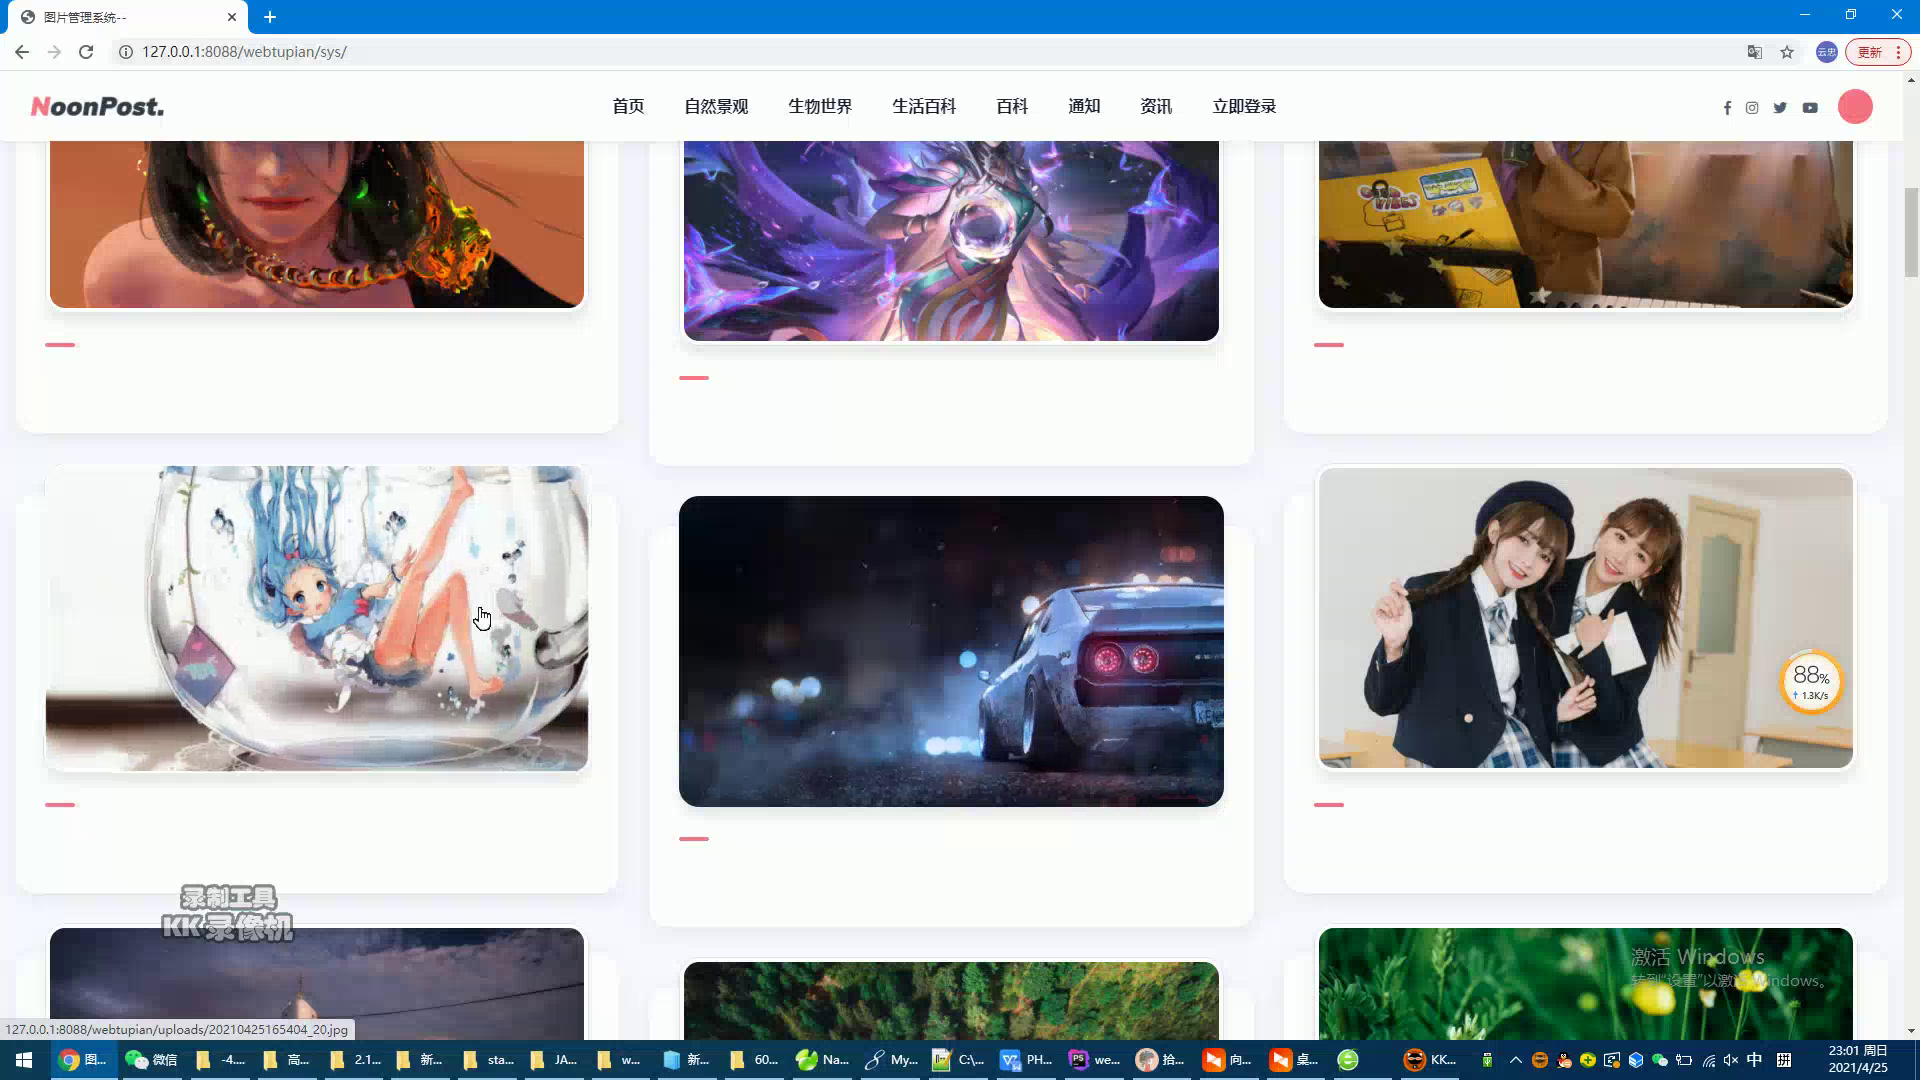 图片管理系统--
127.0.0.1:8088/webtupian/sys/
云忠
更新
NoonPost.
首页
自然景观
生物世界
生活百科
百科
通知
资讯
立即登录
88%
↑ 1.3K/s
录制工具
KK 录像机
激活 Windows
转到"设置"以激活 Windows。
127.0.0.1:8088/webtupian/uploads/20210425165404_20.jpg
图...
微信
-4....
高...
2.1...
新...
sta...
JA...
w...
新...
60...
Na...
My...
C:\...
PH...
we...
拾...
向...
桌...
KK...
中
拼
23:01 周日
2021/4/25